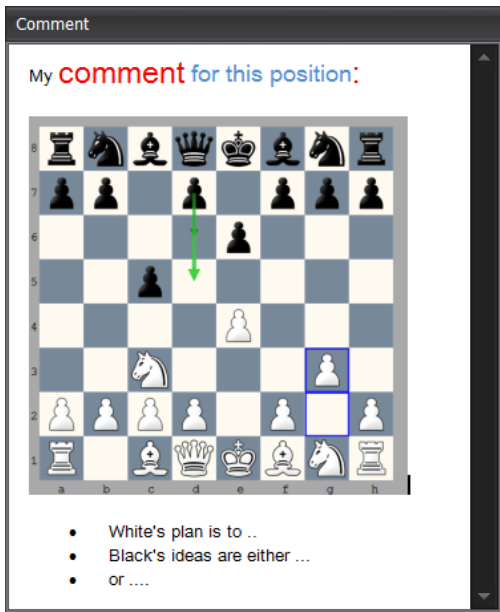 Comment
My comment for this position:
8
7
6
5
4
3
2
1
a b c d e f g h
• White's plan is to ..
• Black's ideas are either ...
• or ....